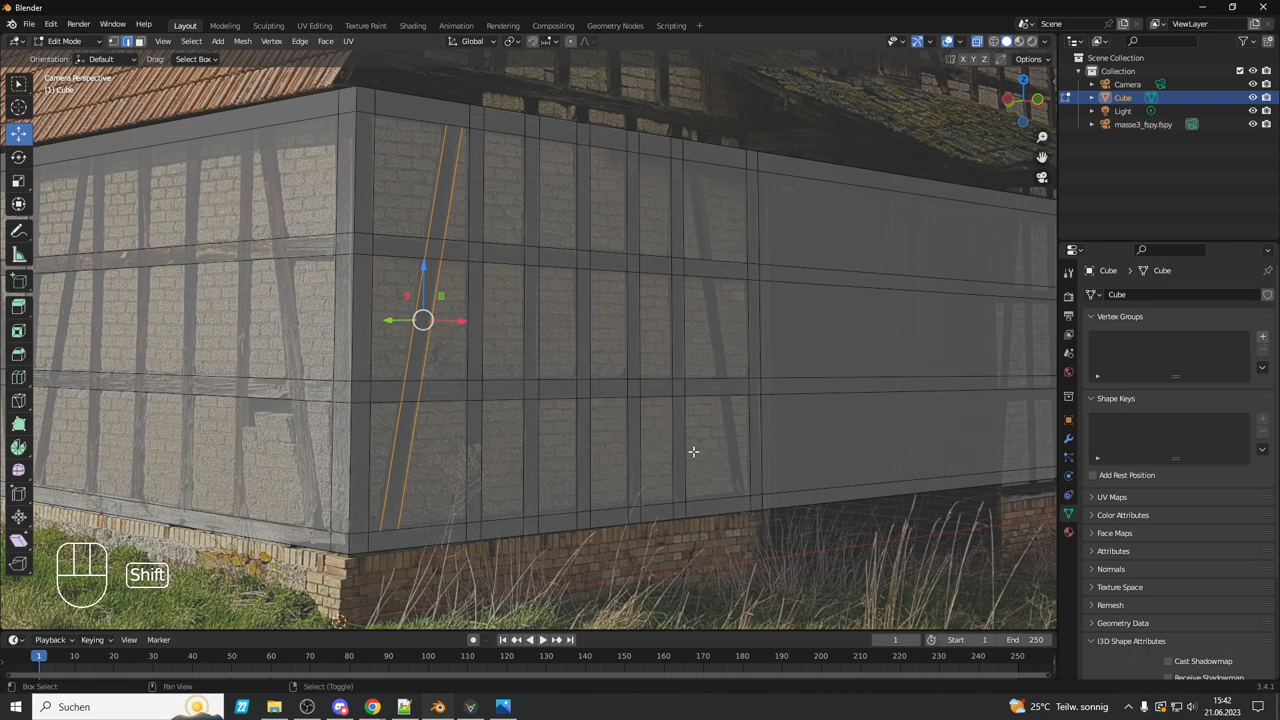 Blender
File Edit Render Window Help
Layout Modeling Sculpting UV Editing Texture Paint Shading Animation Rendering Compositing Geometry Nodes Scripting +
Scene ViewLayer
Edit Mode View Select Add Mesh Vertex Edge Face UV Global
Orientation: Default Drag: Select Box X Y Z Options
Camera Perspective
(1) Cube
Z
Scene Collection
Collection
Camera
Cube
Light
masse3_fspy.fspy
Cube > Cube
Cube
Vertex Groups
Shape Keys
Add Rest Position
UV Maps
Color Attributes
Face Maps
Attributes
Normals
Texture Space
Remesh
Geometry Data
I3D Shape Attributes
Cast Shadowmap
Receive Shadowmap
Shift
Playback Keying View Marker 1 Start 1 End 250
1 10 20 30 40 50 60 70 80 90 100 110 120 130 140 150 160 170 180 190 200 210 220 230 240 250
Box Select Pan View Select (Toggle) 3.4.1
Suchen 25°C Teilw. sonnig 15:42
21.06.2023